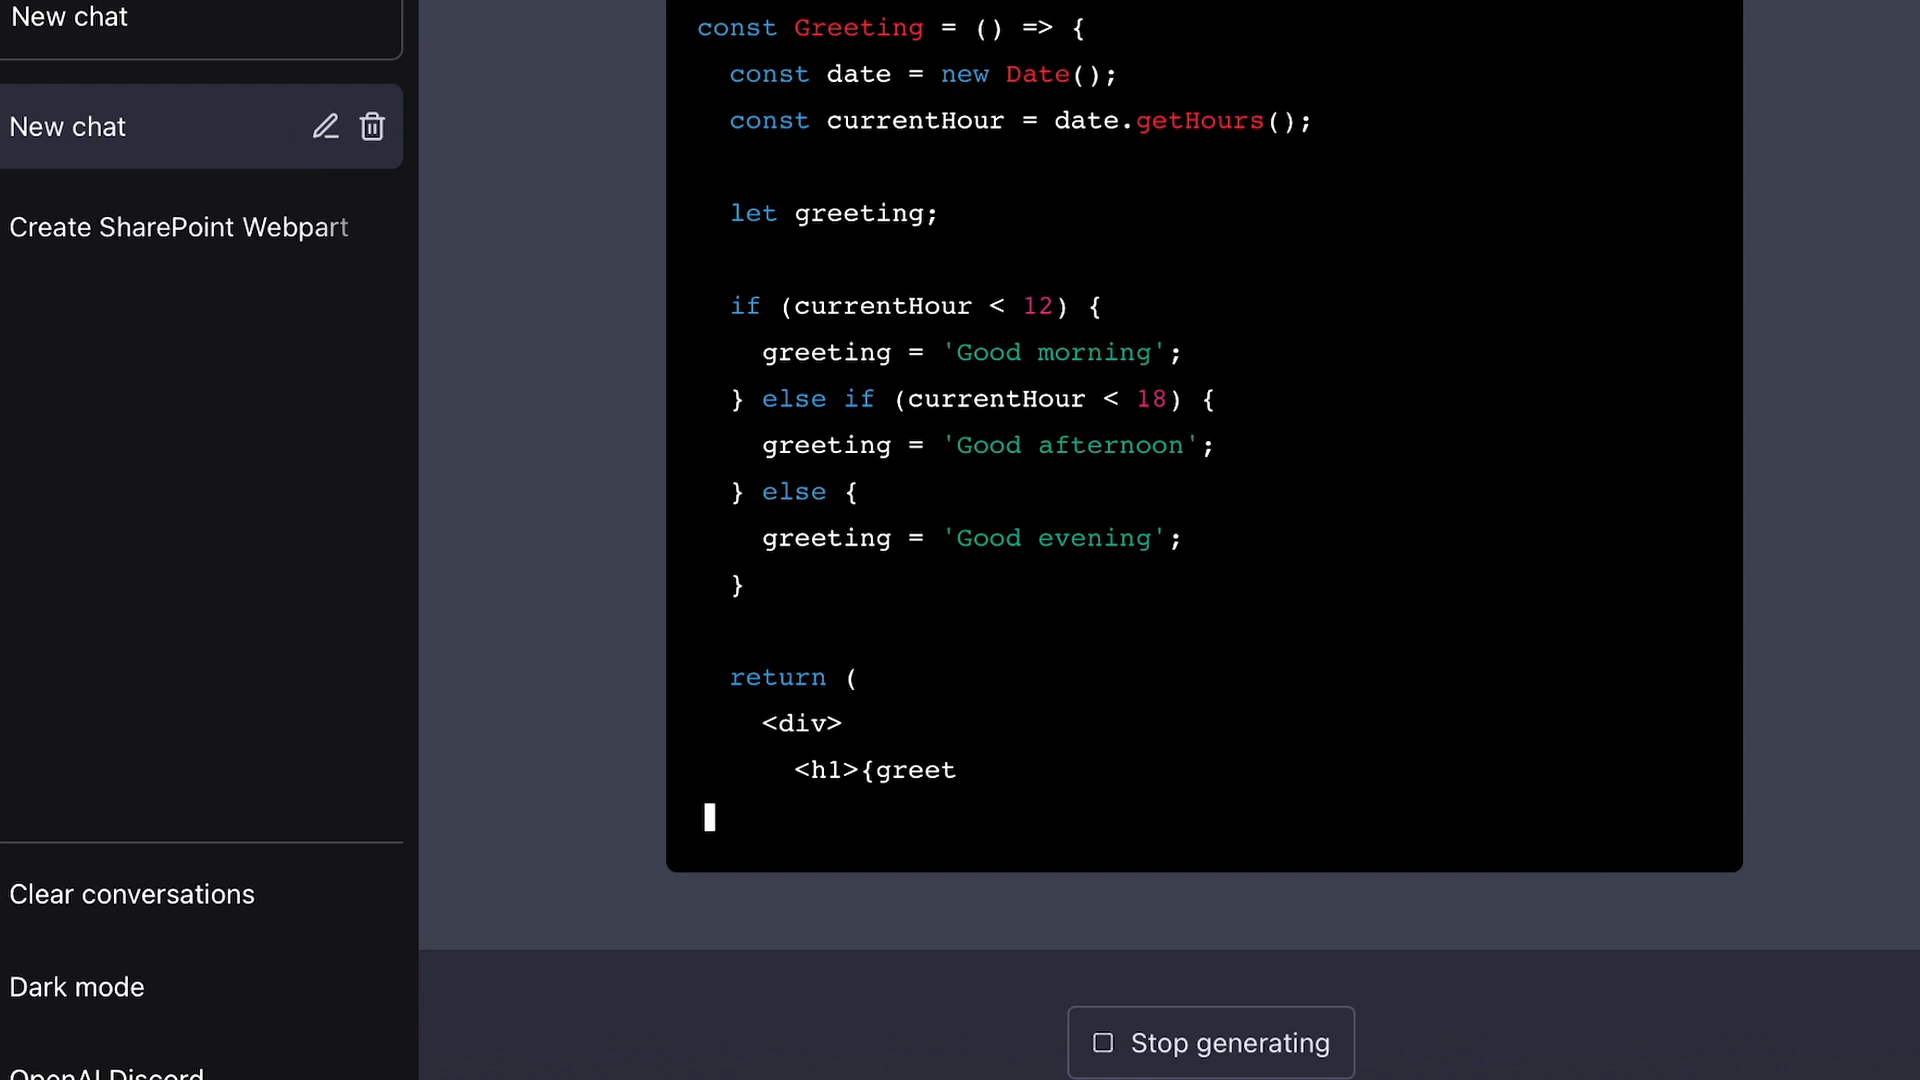 New chat
New chat
Create SharePoint Webpart
Clear conversations
Dark mode
OpenAI Discord
const Greeting = () => {
const date = new Date();
const currentHour = date.getHours();
let greeting;
if (currentHour < 12) {
greeting = 'Good morning';
} else if (currentHour < 18) {
greeting = 'Good afternoon';
} else {
greeting = 'Good evening';
}
return (
<div>
<h1>{greet
Stop generating